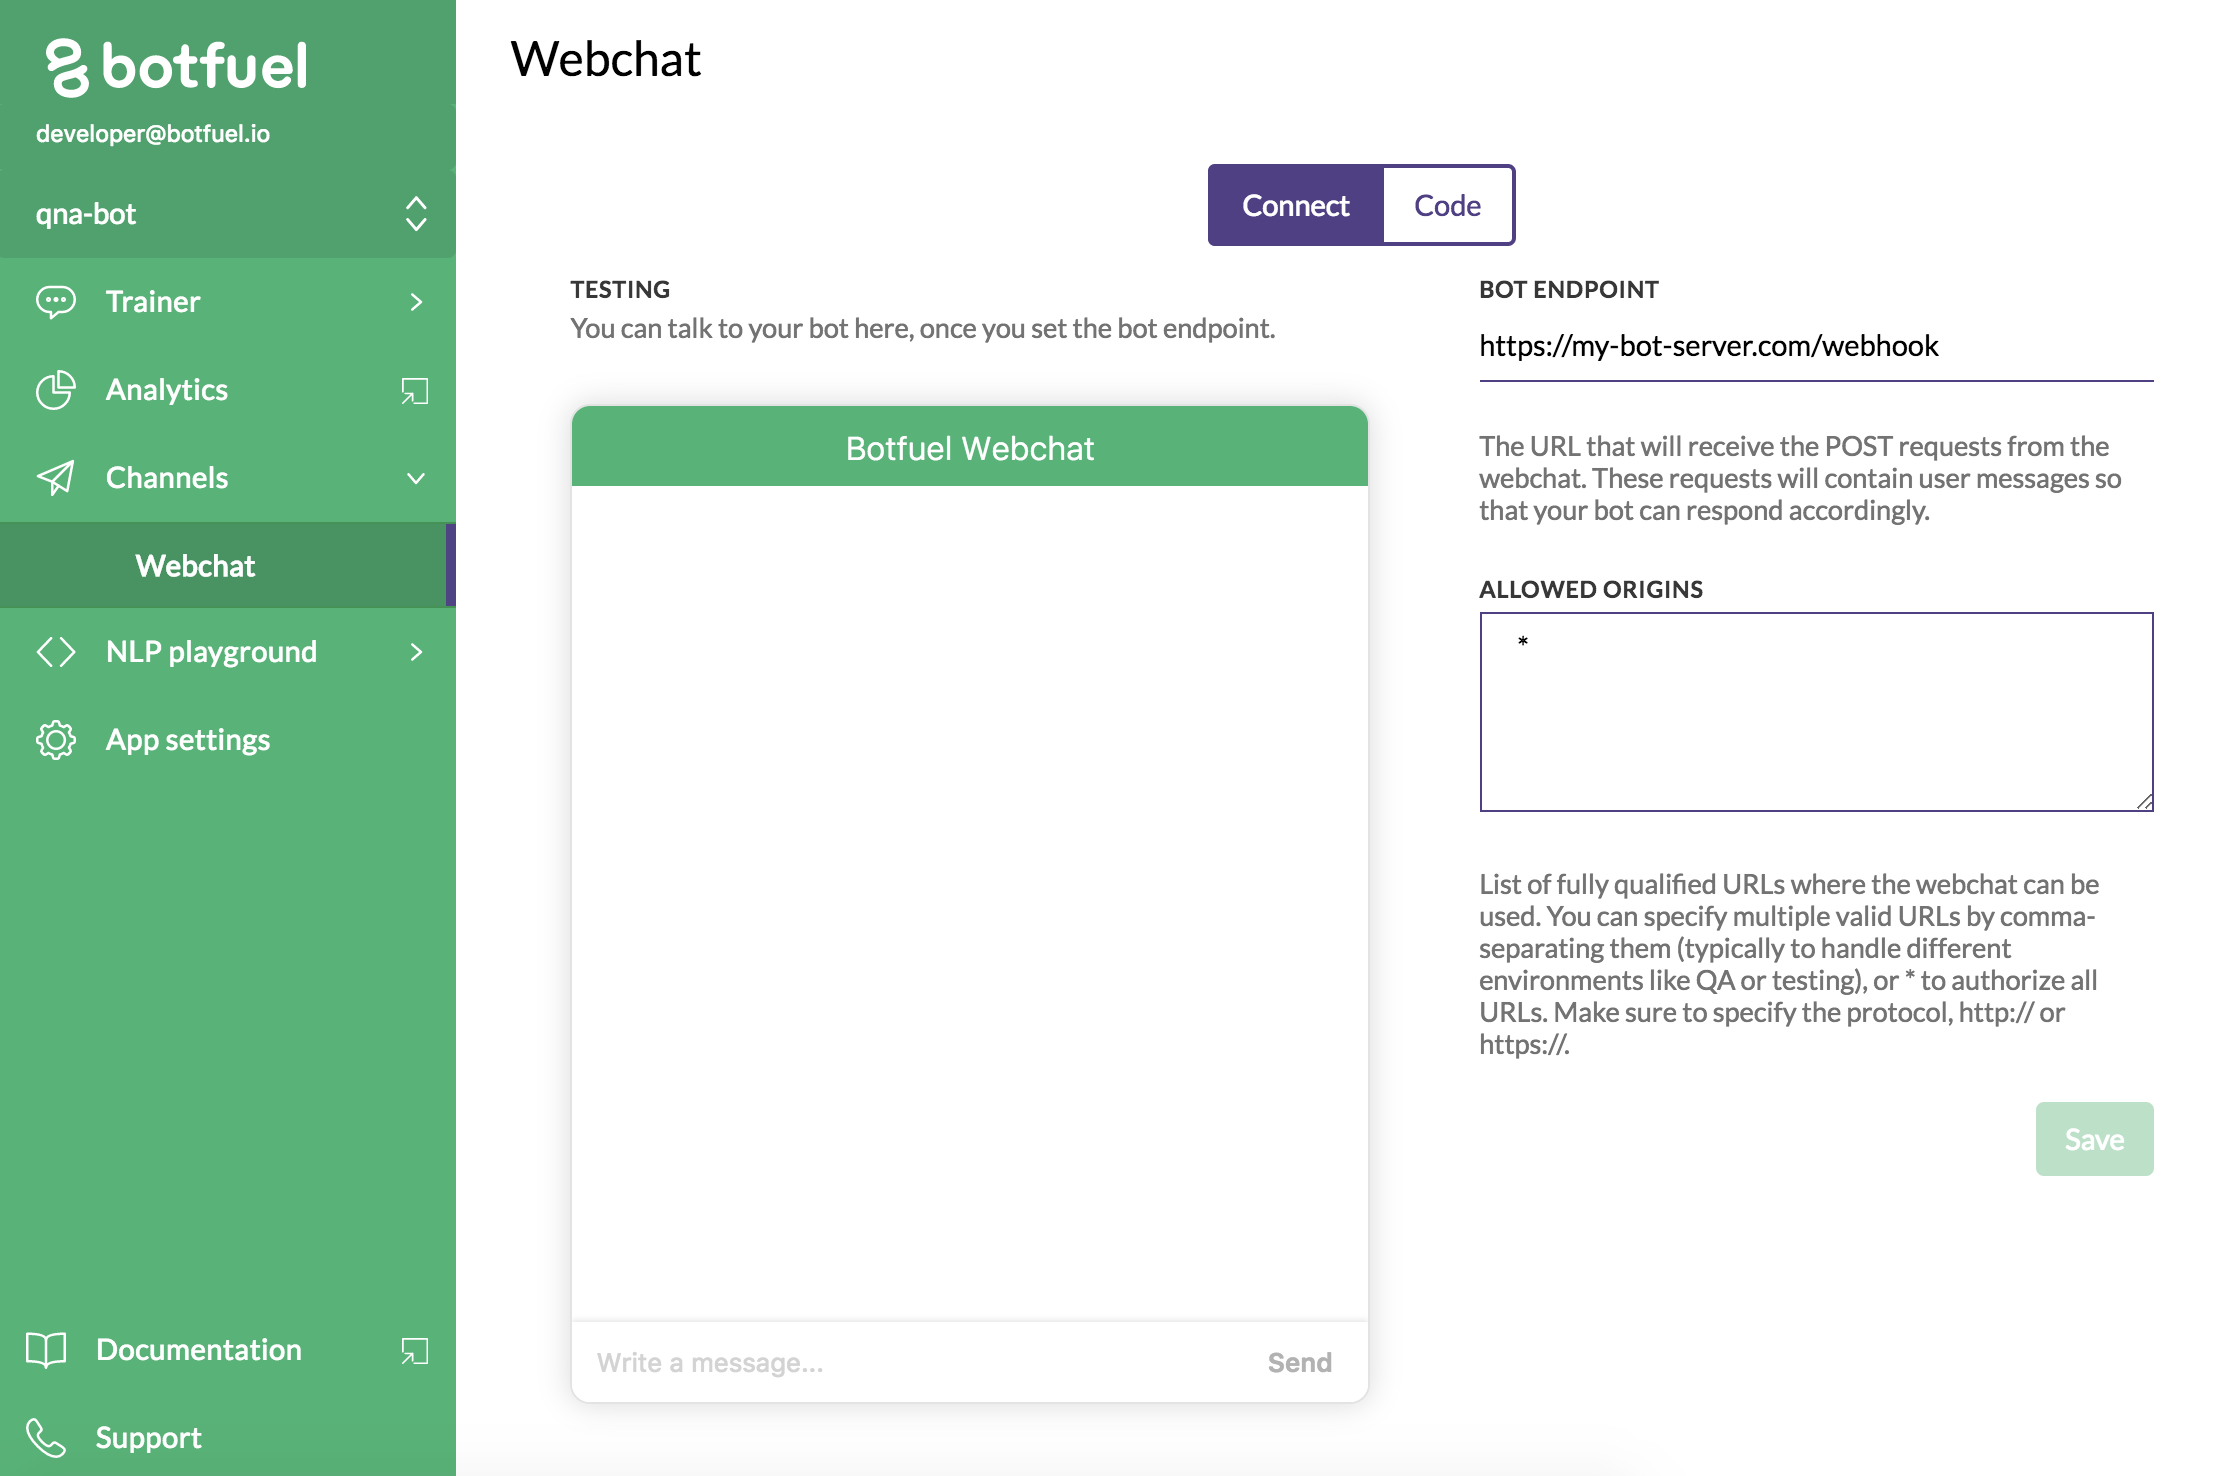 botfuel
developer@botfuel.io
qna-bot
Trainer
Analytics
Channels
Webchat
NLP playground
App settings
Documentation
Support
Webchat
Connect
Code
TESTING
You can talk to your bot here, once you set the bot endpoint.
Botfuel Webchat
Write a message...
Send
BOT ENDPOINT
https://my-bot-server.com/webhook
The URL that will receive the POST requests from the
webchat. These requests will contain user messages so
that your bot can respond accordingly.
ALLOWED ORIGINS
*
List of fully qualified URLs where the webchat can be
used. You can specify multiple valid URLs by comma-
separating them (typically to handle different
environments like QA or testing), or * to authorize all
URLs. Make sure to specify the protocol, http:// or
https://.
Save